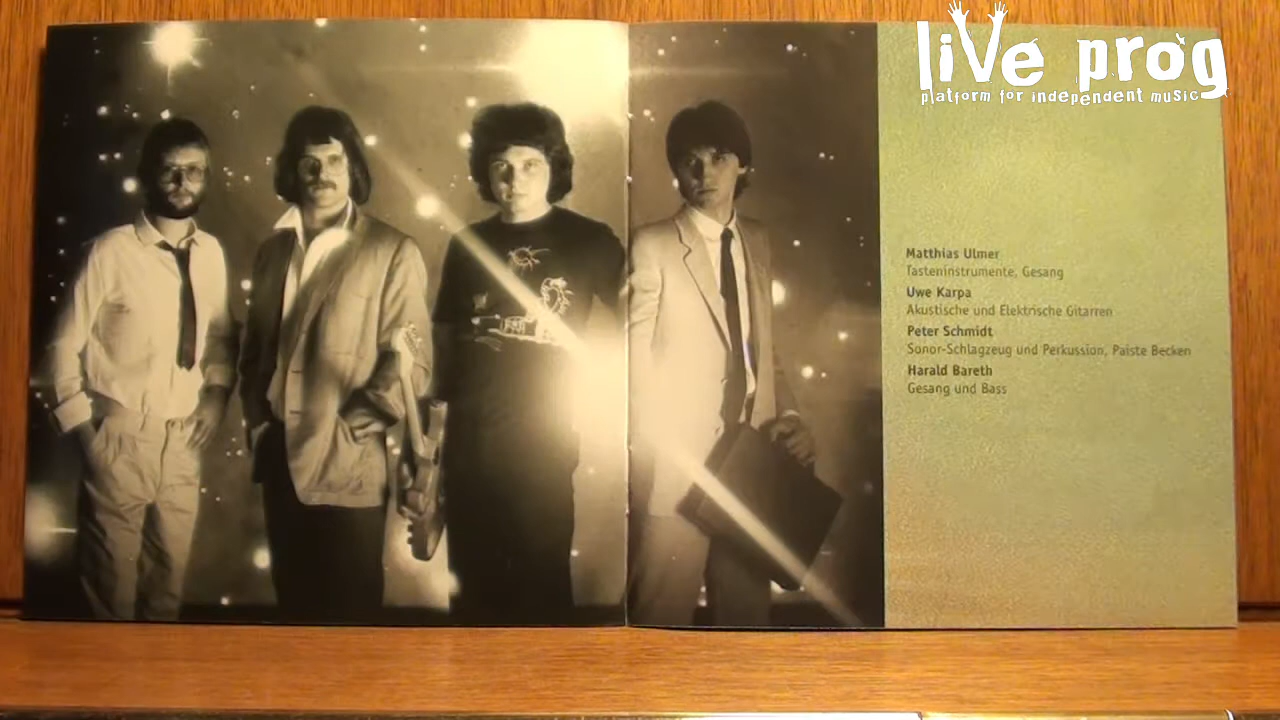 live prog
platform for independent music
Matthias Ulmer
Tasteninstrumente, Gesang
Uwe Karpa
Akustische und Elektrische Gitarren
Peter Schmidt
Sonor-Schlagzeug und Perkussion, Paiste Becken
Harald Bareth
Gesang und Bass